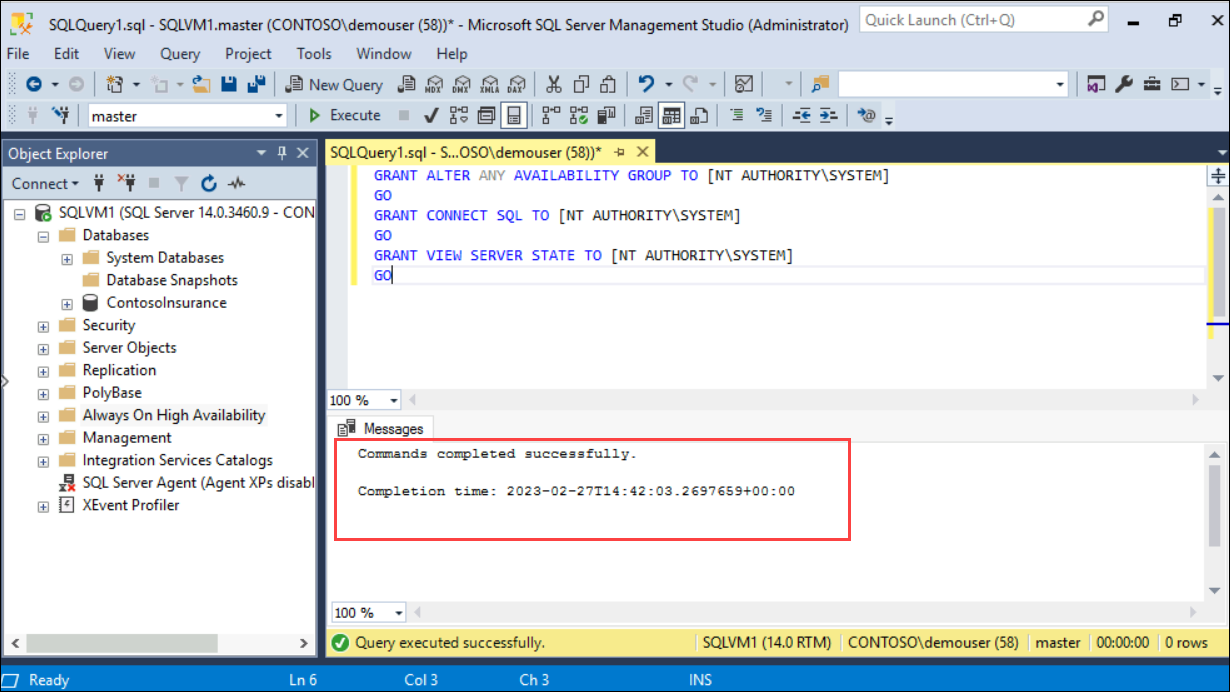 SQLQuery1.sql - SQLVM1.master (CONTOSO\demouser (58))* - Microsoft SQL Server Management Studio (Administrator)
Quick Launch (Ctrl+Q)
File Edit View Query Project Tools Window Help
New Query MDX DMX XMLA DAX
master Execute
Object Explorer
SQLQuery1.sql - S...OSO\demouser (58))*
Connect
SQLVM1 (SQL Server 14.0.3460.9 - CON
Databases
System Databases
Database Snapshots
ContosoInsurance
Security
Server Objects
Replication
PolyBase
Always On High Availability
Management
Integration Services Catalogs
SQL Server Agent (Agent XPs disabl
XEvent Profiler
GRANT ALTER ANY AVAILABILITY GROUP TO [NT AUTHORITY\SYSTEM]
GO
GRANT CONNECT SQL TO [NT AUTHORITY\SYSTEM]
GO
GRANT VIEW SERVER STATE TO [NT AUTHORITY\SYSTEM]
GO
100 %
Messages
Commands completed successfully.
Completion time: 2023-02-27T14:42:03.2697659+00:00
100 %
Query executed successfully. SQLVM1 (14.0 RTM) CONTOSO\demouser (58) master 00:00:00 0 rows
Ready Ln 6 Col 3 Ch 3 INS